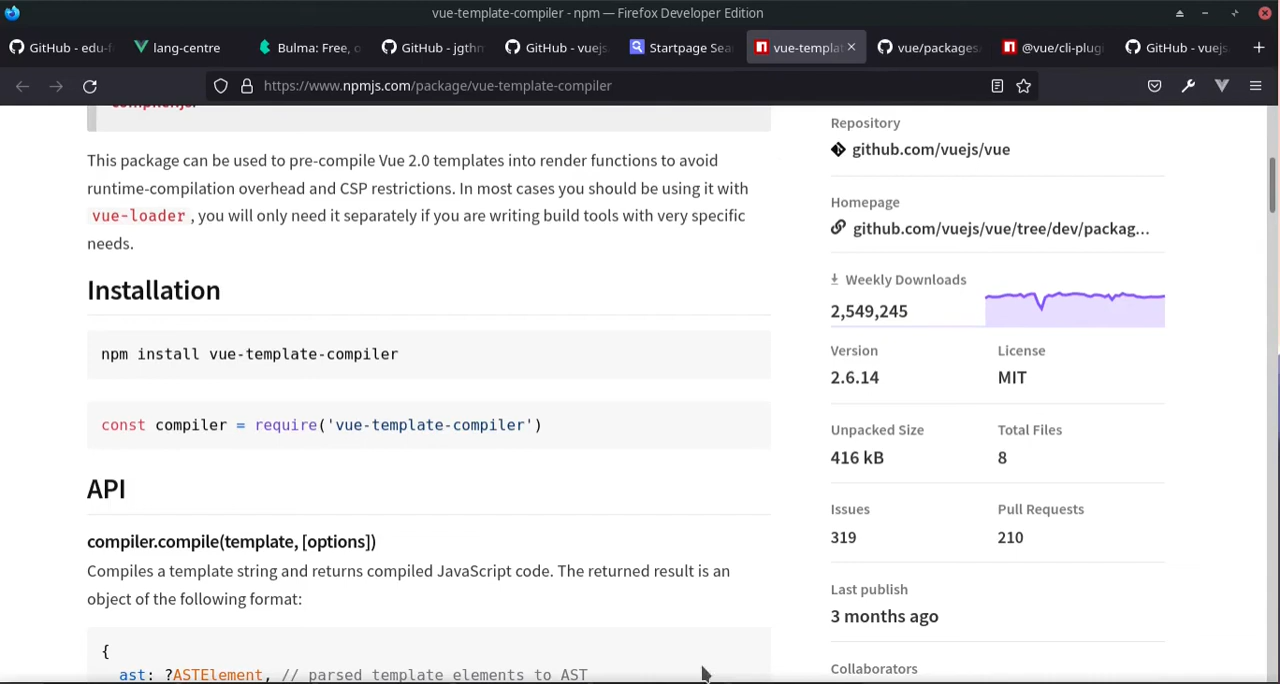 vue-template-compiler - npm — Firefox Developer Edition
GitHub - edu-f
lang-centre
Bulma: Free, o
GitHub - jgthm
GitHub - vuejs
Startpage Sea
vue-templat
vue/packages
@vue/cli-plug
GitHub - vuejs
https://www.npmjs.com/package/vue-template-compiler
This package can be used to pre-compile Vue 2.0 templates into render functions to avoid
runtime-compilation overhead and CSP restrictions. In most cases you should be using it with
vue-loader , you will only need it separately if you are writing build tools with very specific
needs.
Installation
npm install vue-template-compiler
const compiler = require('vue-template-compiler')
API
compiler.compile(template, [options])
Compiles a template string and returns compiled JavaScript code. The returned result is an
object of the following format:
{
ast: ?ASTElement, // parsed template elements to AST
Repository
github.com/vuejs/vue
Homepage
github.com/vuejs/vue/tree/dev/packag...
Weekly Downloads
2,549,245
Version
License
2.6.14
MIT
Unpacked Size
Total Files
416 kB
8
Issues
Pull Requests
319
210
Last publish
3 months ago
Collaborators